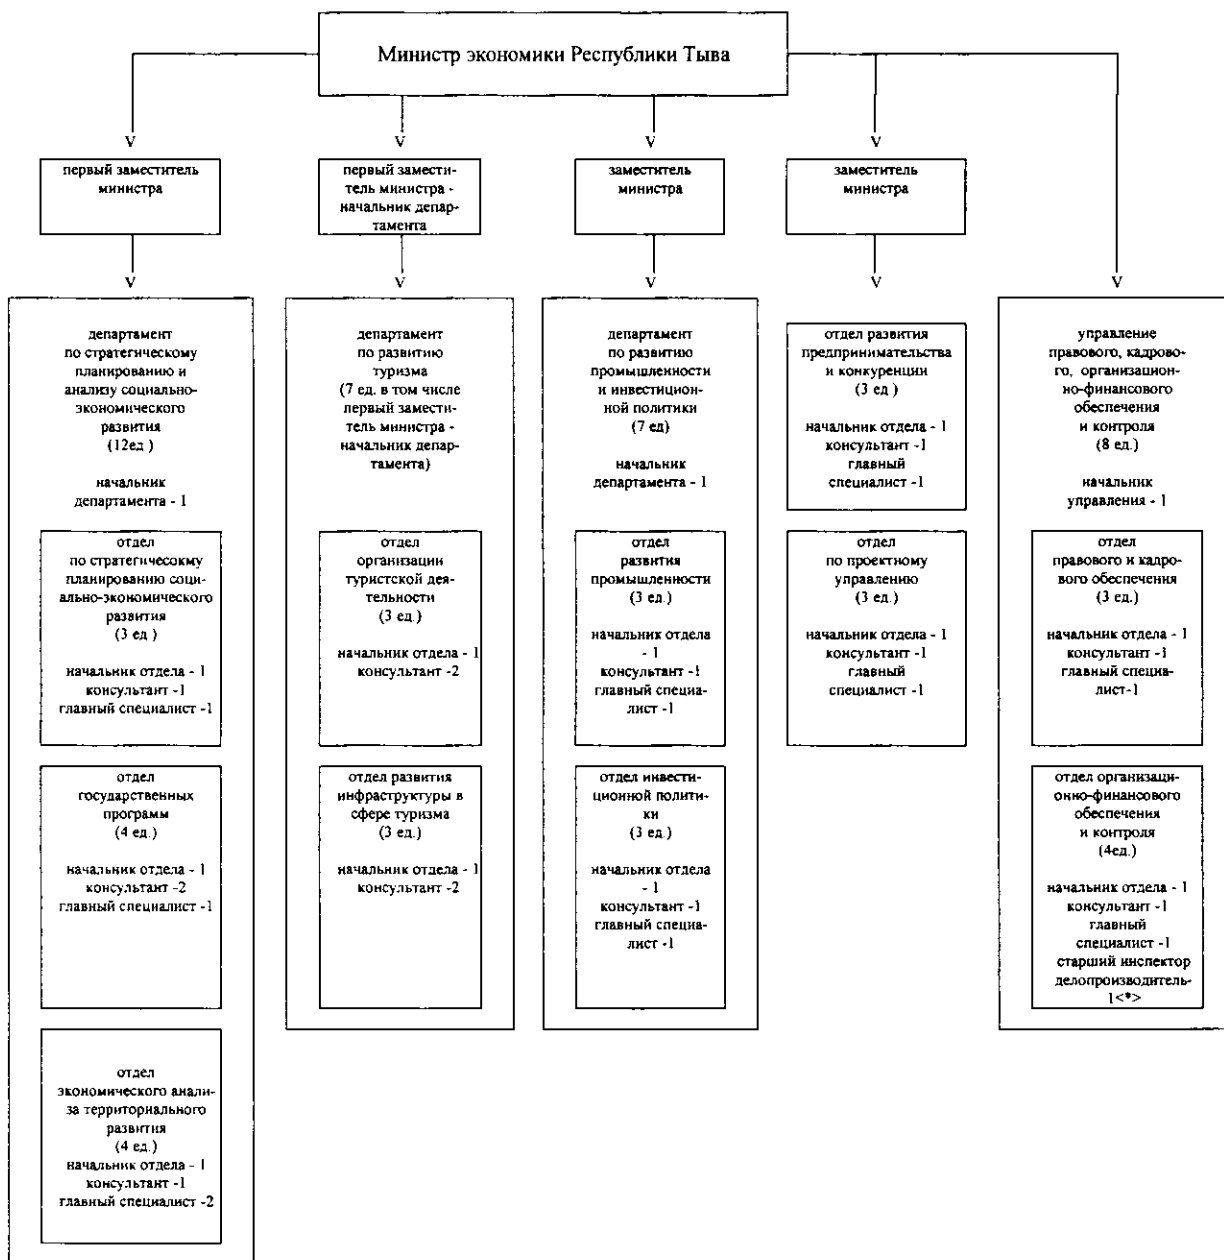 Министр экономики Республики Тыва
V
V
V
V
V
первый заместитель
министра
первый замести-
тель министра -
начальник депар-
тамента
заместитель
министра
заместитель
министра
V
V
V
V
департамент
по стратегическому
планированию и
анализу социально-
экономического
развития
(12ед )
начальник
департамента - 1
отдел
по стратегичесокму
планированию соци-
ально-экономического
развития
(3 ед )
начальник отдела - 1
консультант -1
главный специалист -1
отдел
государственных
программ
(4 ед.)
начальник отдела - 1
консультант -2
главный специалист -1
отдел
экономического анали-
за территориального
развития
(4 ед.)
начальник отдела - 1
консультант -1
главный специалист -2
департамент
по развитию
туризма
(7 ед. в том числе
первый замести-
тель министра -
начальник депар-
тамента)
отдел
организации
туристской дея-
тельности
(3 ед.)
начальник отдела - 1
консультант -2
отдел развития
инфраструктуры в
сфере туризма
(3 ед.)
начальник отдела - 1
консультант -2
департамент
по развитию
промышленности
и инвестицион-
ной политики
(7 ед)
начальник
департамента - 1
отдел
развития
промышленности
(3 ед.)
начальник отдела
- 1
консультант -1
главный специа-
лист -1
отдел инвести-
ционной полити-
ки
(3 ед.)
начальник отдела
- 1
консультант -1
главный специа-
лист -1
отдел развития
предпринимательства
и конкуренции
(3 ед )
начальник отдела - 1
консультант -1
главный
специалист -1
отдел
по проектному
управлению
(3 ед.)
начальник отдела - 1
консультант -1
главный
специалист -1
управление
правового, кадрово-
го, организацион-
но-финансового
обеспечения
и контроля
(8 ед.)
начальник
управления - 1
отдел
правового и кадро-
вого обеспечения
(3 ед.)
начальник отдела - 1
консультант -1
главный специа-
лист-1
отдел организаци-
онно-финансового
обеспечения
и контроля
(4ед.)
начальник отдела - 1
консультант -1
главный
специалист -1
старший инспектор
делопроизводитель-
1<*>